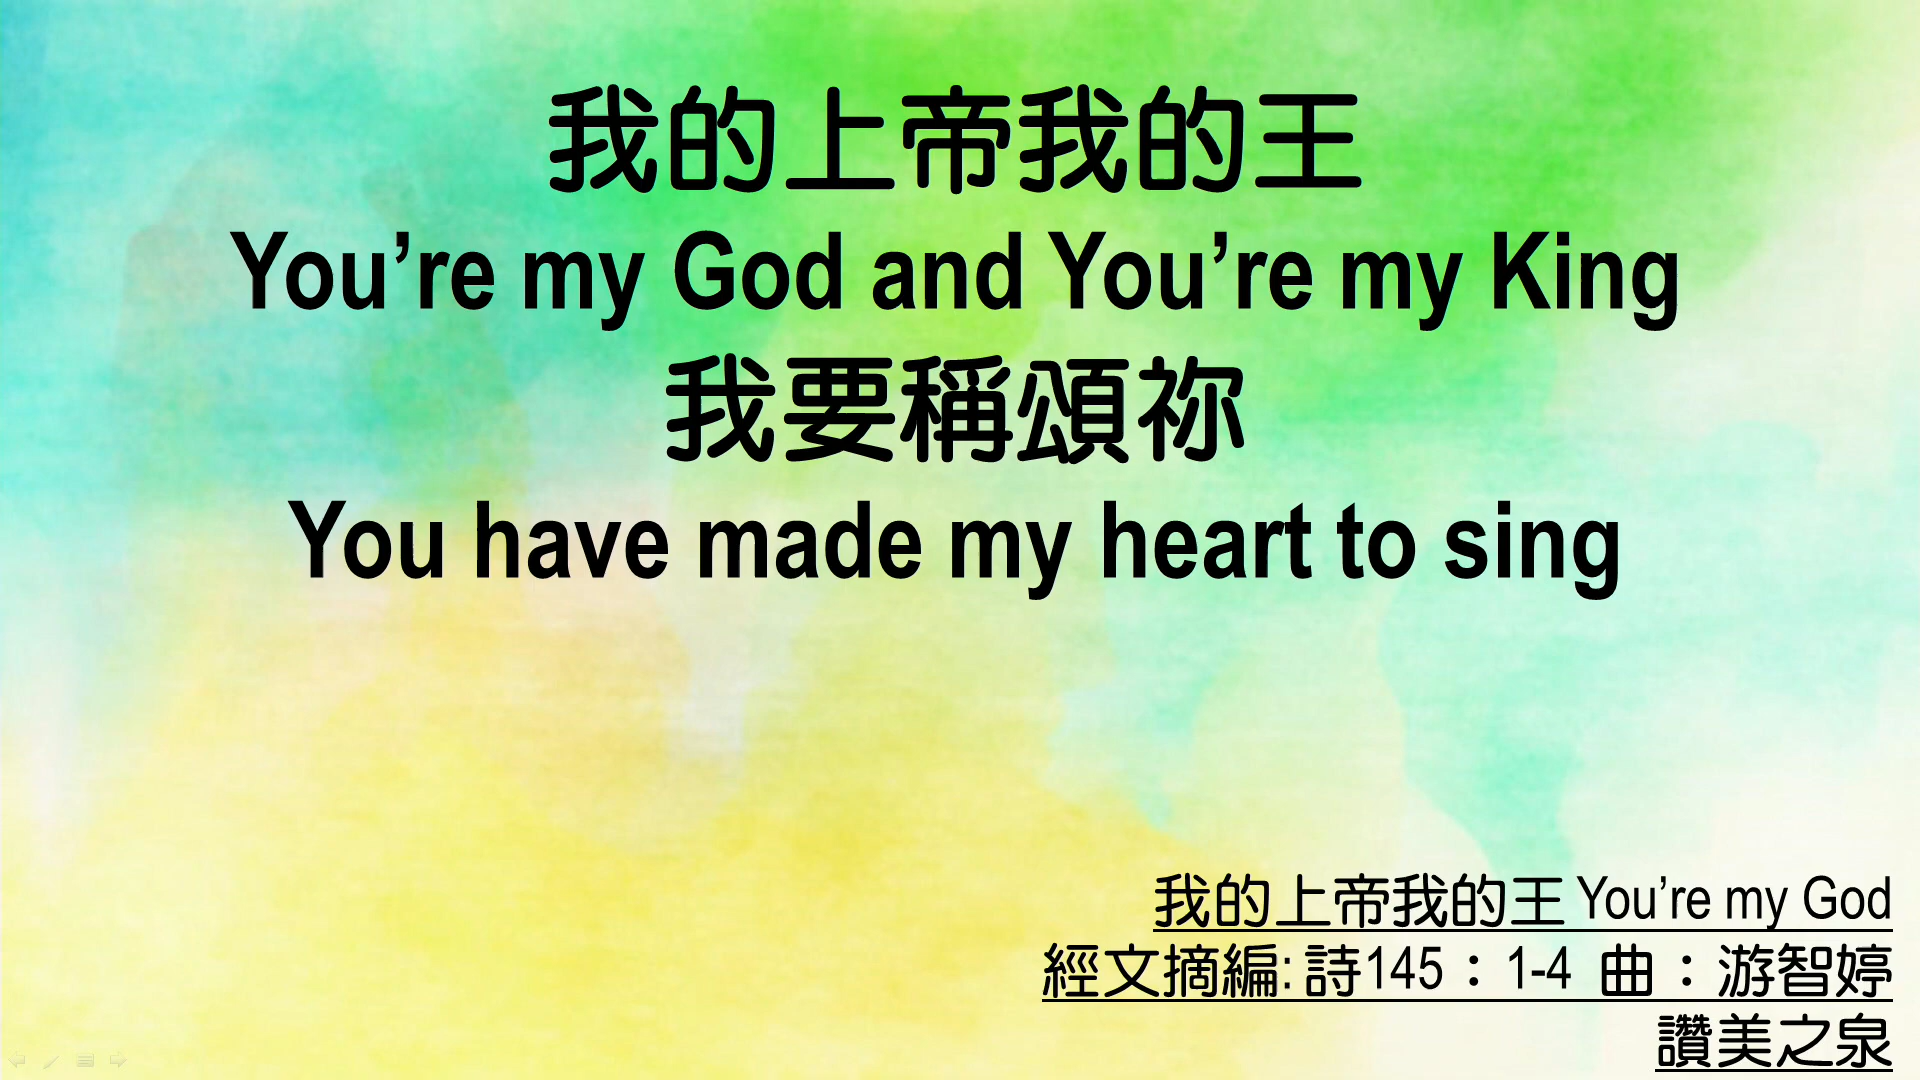 我的上帝我的王
You’re my God and You’re my King
我要稱頌祢
You have made my heart to sing
我的上帝我的王 You’re my God
經文摘編: 詩145：1-4 曲：游智婷
讚美之泉